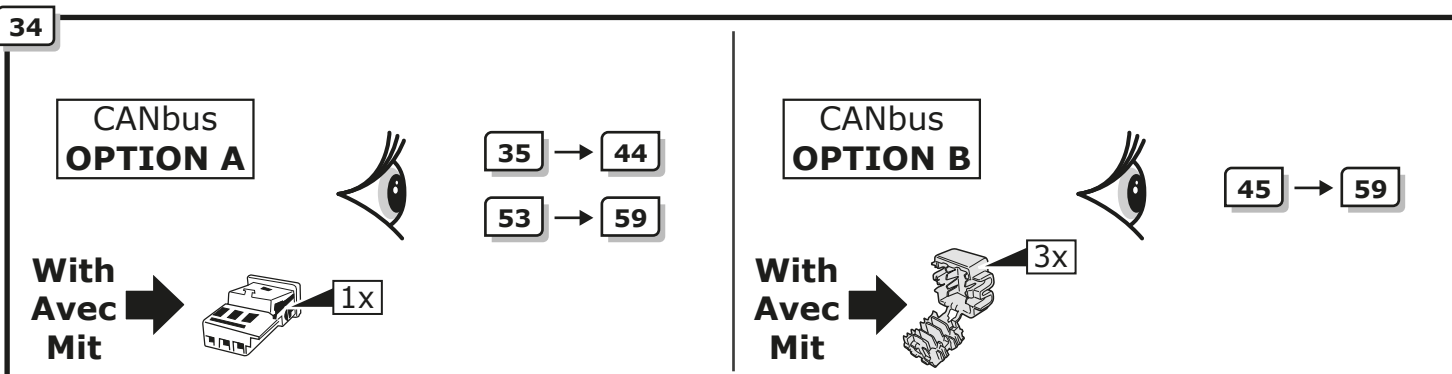 34
CANbus
OPTION A
35 → 44
53 → 59
With
Avec
Mit
1x
CANbus
OPTION B
45 → 59
With
Avec
Mit
3x